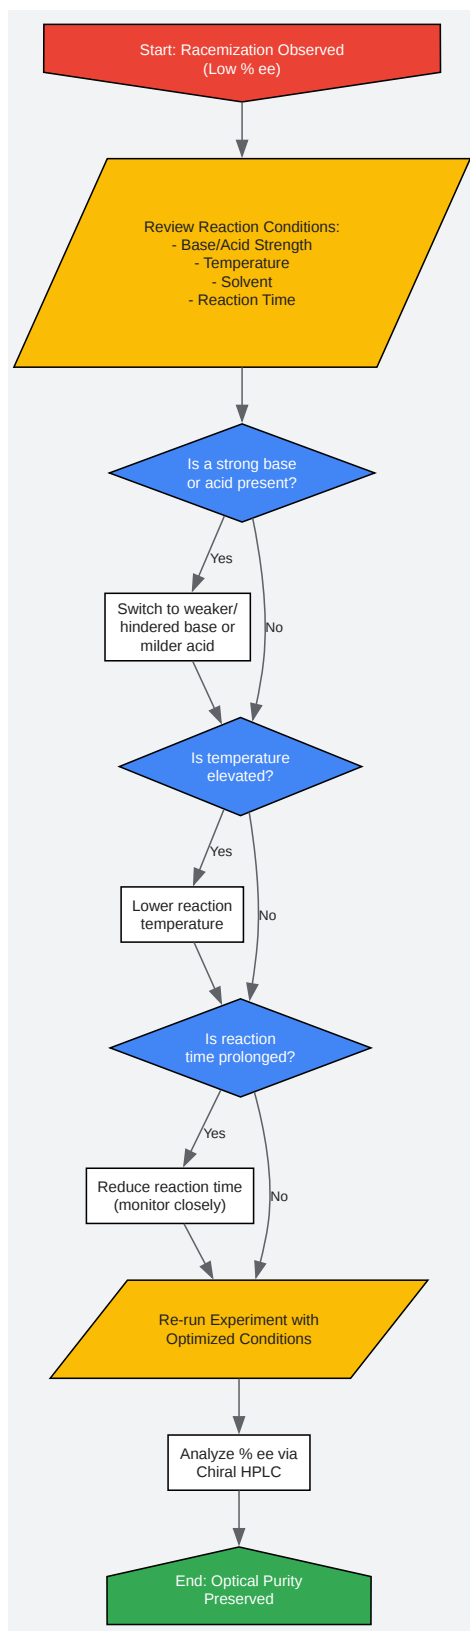 Start: Racemization Observed
(Low % ee)
Review Reaction Conditions:
- Base/Acid Strength
- Temperature
- Solvent
- Reaction Time
Is a strong base
or acid present?
Yes
Switch to weaker/
hindered base or
milder acid
No
Is temperature
elevated?
Yes
Lower reaction
temperature
No
Is reaction
time prolonged?
Yes
Reduce reaction time
(monitor closely)
No
Re-run Experiment with
Optimized Conditions
Analyze % ee via
Chiral HPLC
End: Optical Purity
Preserved